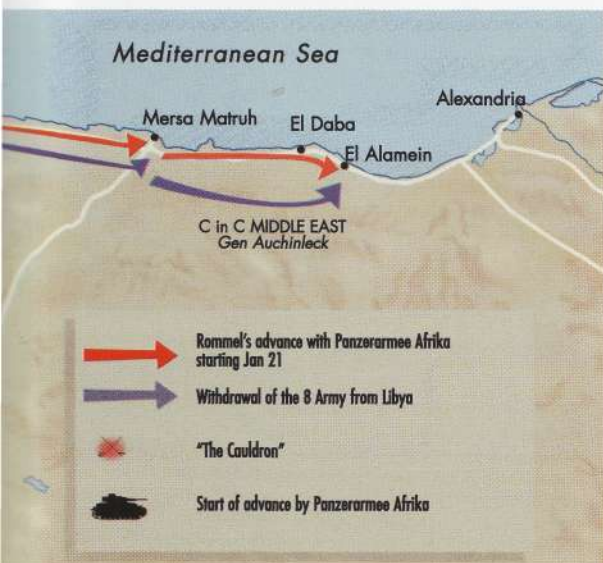 Mediterranean Sea
Alexandria
Mersa Matruh
El Daba
El Alamein
C in C MIDDLE EAST
Gen Auchinleck
Rommel's advance with Panzerarmee Afrika
starting Jan 21
Withdrawal of the 8 Army from Libya
"The Cauldron"
Start of advance by Panzerarmee Afrika